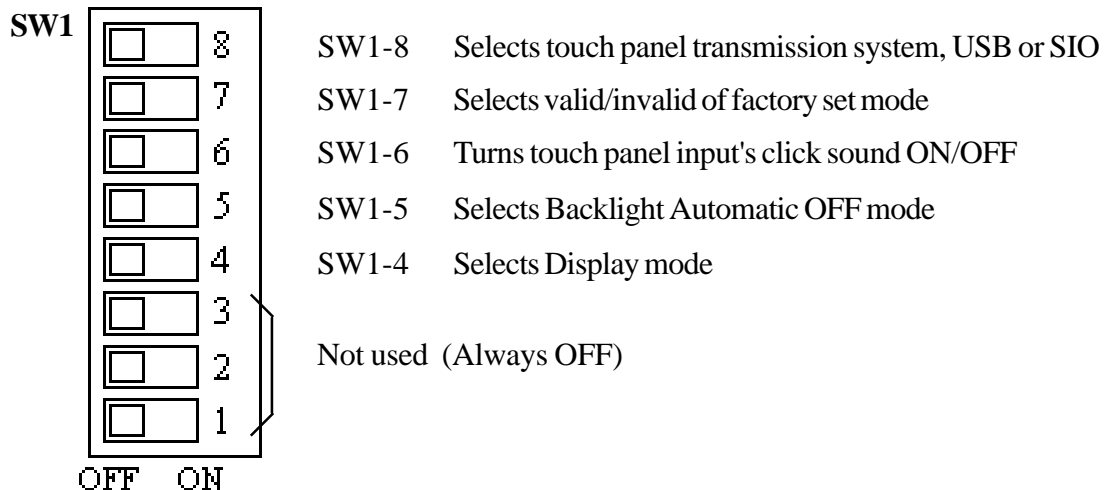 SW1
8 SW1-8 Selects touch panel transmission system, USB or SIO
7 SW1-7 Selects valid/invalid of factory set mode
6 SW1-6 Turns touch panel input's click sound ON/OFF
5 SW1-5 Selects Backlight Automatic OFF mode
4 SW1-4 Selects Display mode
3
2 Not used (Always OFF)
1
OFF ON